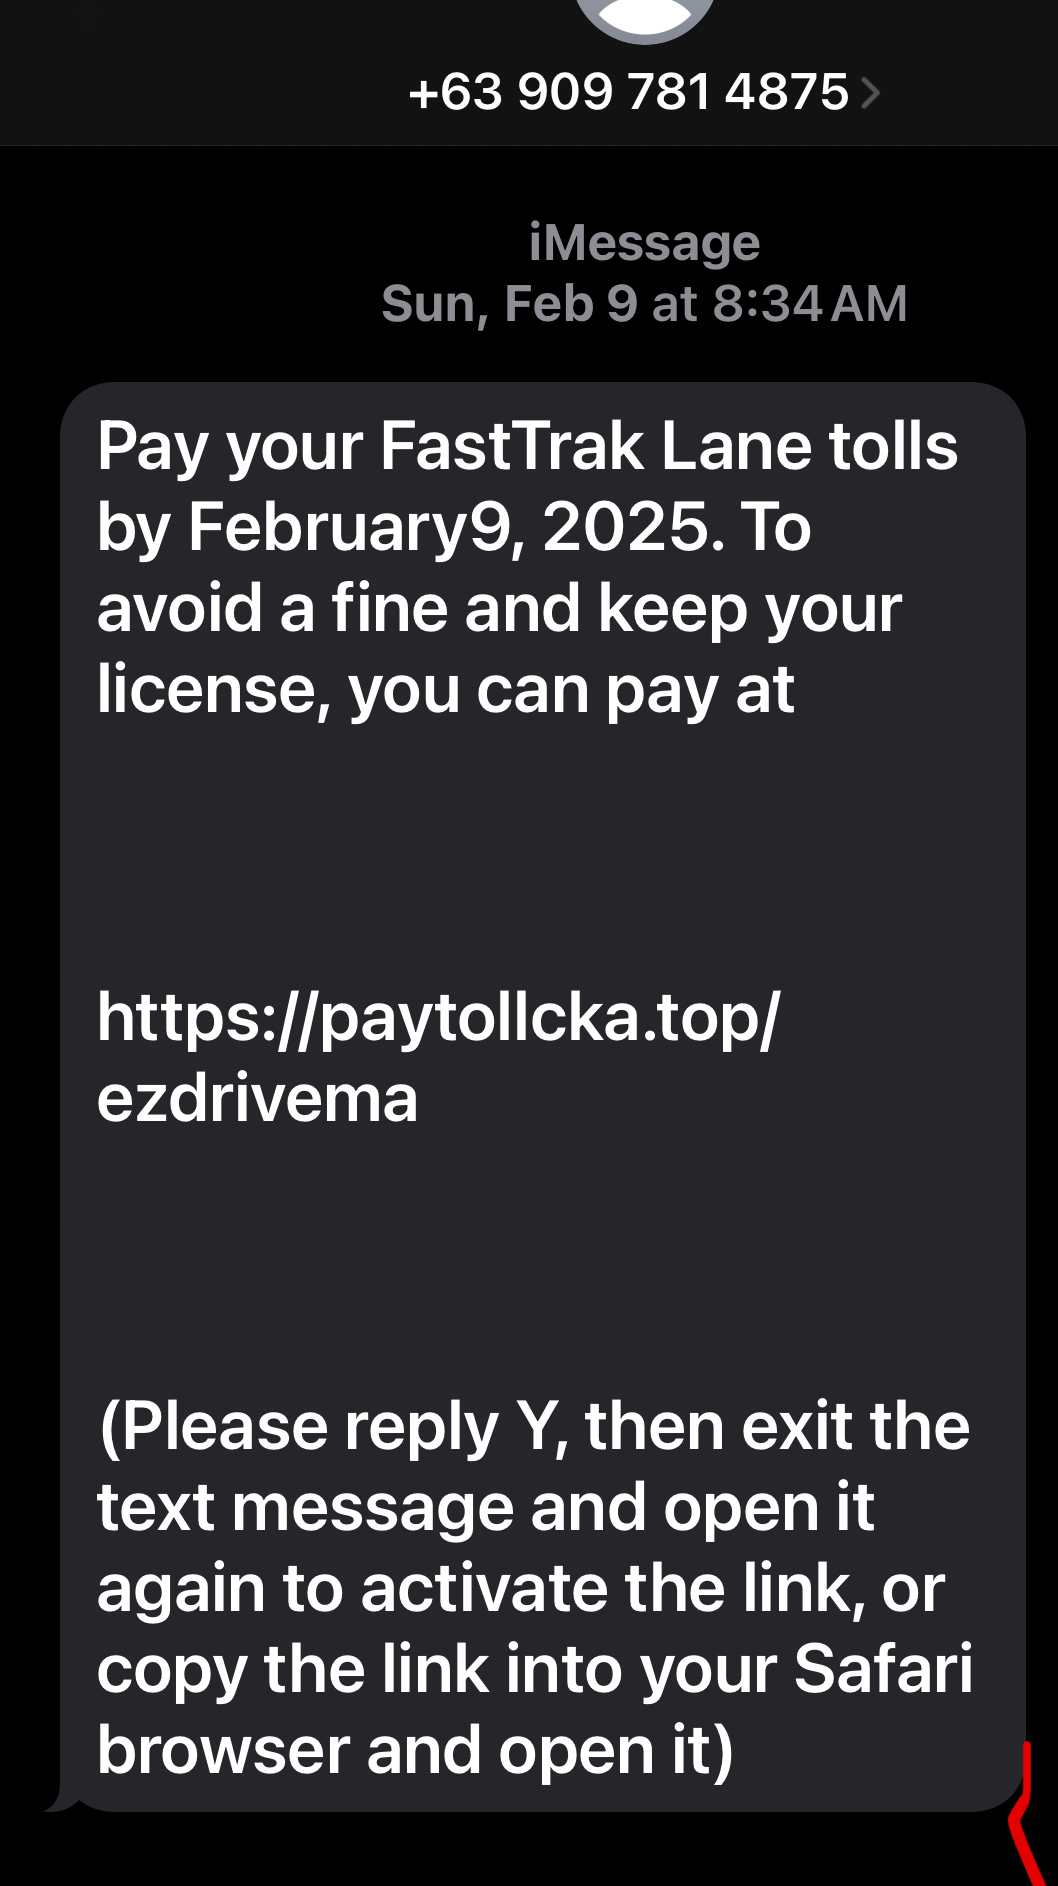 +63 909 781 4875
iMessage
Sun, Feb 9 at 8:34 AM
Pay your FastTrak Lane tolls
by February9, 2025. To
avoid a fine and keep your
license, you can pay at
https://paytollcka.top/
ezdrivema
(Please reply Y, then exit the
text message and open it
again to activate the link, or
copy the link into your Safari
browser and open it)